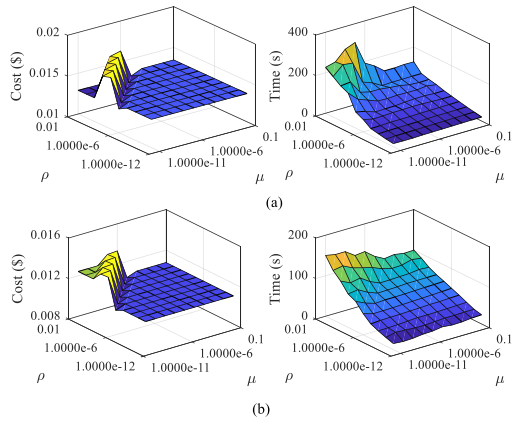 0.02
0.015
0.01
Cost ($)
0.01
1.0000e-6
1.0000e-12
ρ
1.0000e-11
1.0000e-6
0.1
μ
400
200
0
Time (s)
0.01
1.0000e-6
1.0000e-12
ρ
1.0000e-11
1.0000e-6
0.1
μ
(a)
0.016
0.012
0.008
Cost ($)
0.01
1.0000e-6
1.0000e-12
ρ
1.0000e-11
1.0000e-6
0.1
μ
200
100
0
Time (s)
0.01
1.0000e-6
1.0000e-12
ρ
1.0000e-11
1.0000e-6
0.1
μ
(b)